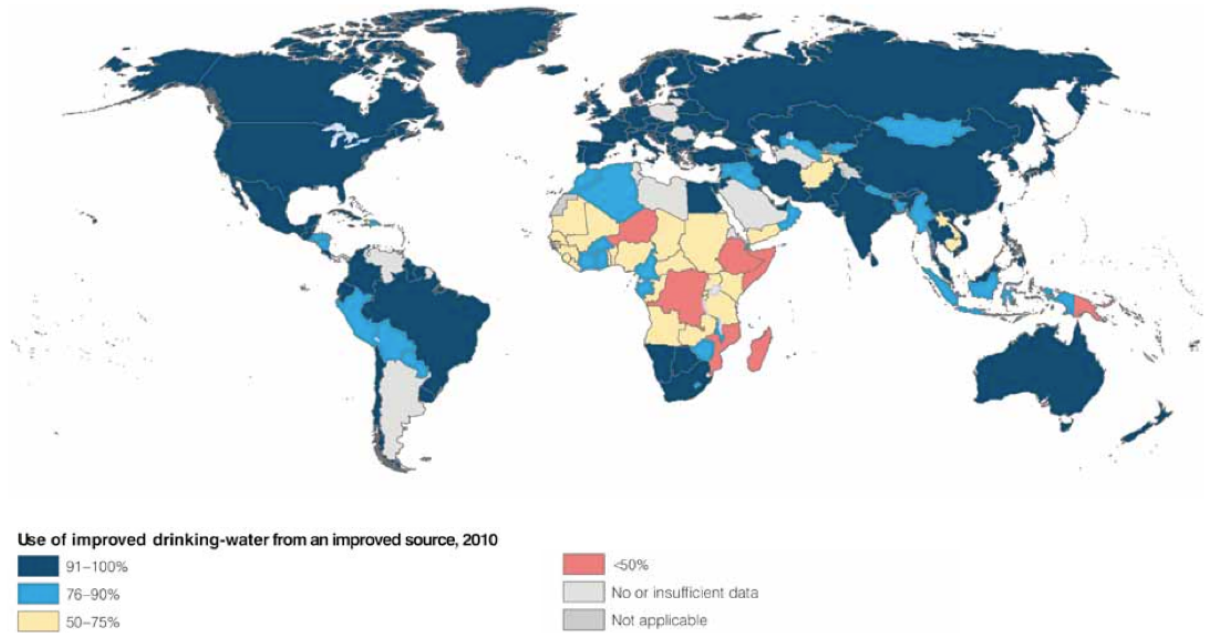 Use of improved drinking-water from an improved source, 2010
91–100%
76–90%
50–75%
<50%
No or insufficient data
Not applicable